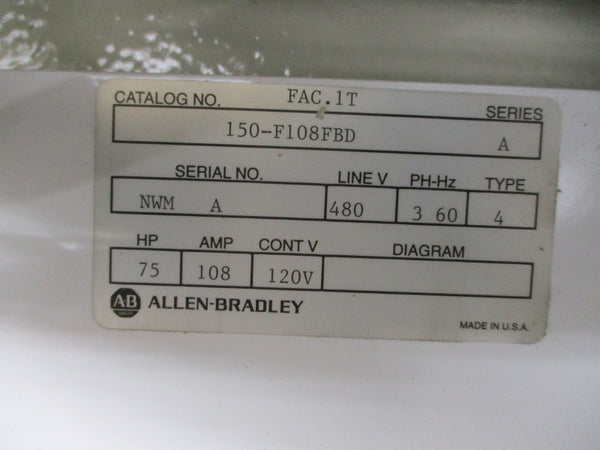 CATALOG NO. FAC.1T SERIES
150-F108FBD A
SERIAL NO. LINE V PH-Hz TYPE
NWM A 480 3 60 4
HP AMP CONT V DIAGRAM
75 108 120V
AB ALLEN-BRADLEY
MADE IN U.S.A.